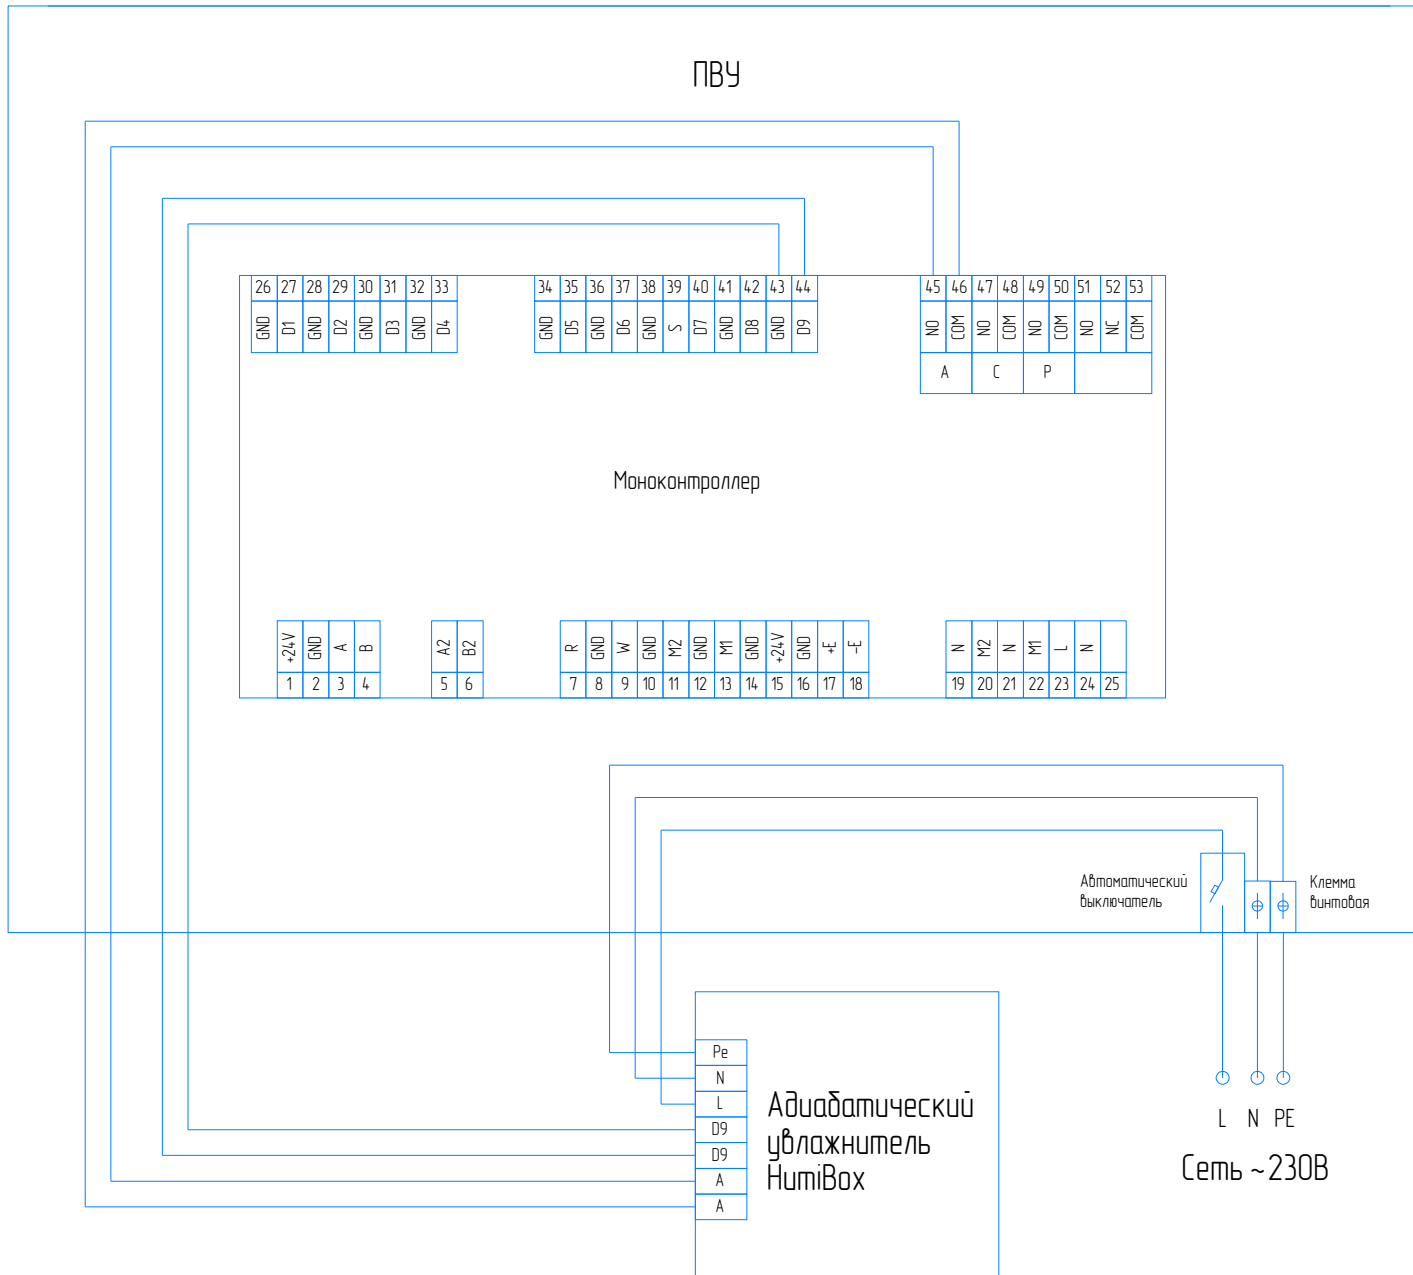 ПВУ
26 27 28 29 30 31 32 33
GND D1 GND D2 GND D3 GND D4
34 35 36 37 38 39 40 41 42 43 44
GND D5 GND D6 GND S D7 GND D8 GND D9
45 46 47 48 49 50 51 52 53
NO COM NO COM NO COM NO NC COM
A C P
Моноконтроллер
+24V GND A B
1 2 3 4
A2 B2
5 6
R GND W GND M2 GND M1 GND +24V GND +E -E
7 8 9 10 11 12 13 14 15 16 17 18
N M2 N M1 L N
19 20 21 22 23 24 25
Автоматический
выключатель
Клемма
винтовая
Pe
N
L
D9
D9
A
A
Адиабатический
увлажнитель
HumiBox
L N PE
Сеть ~230В